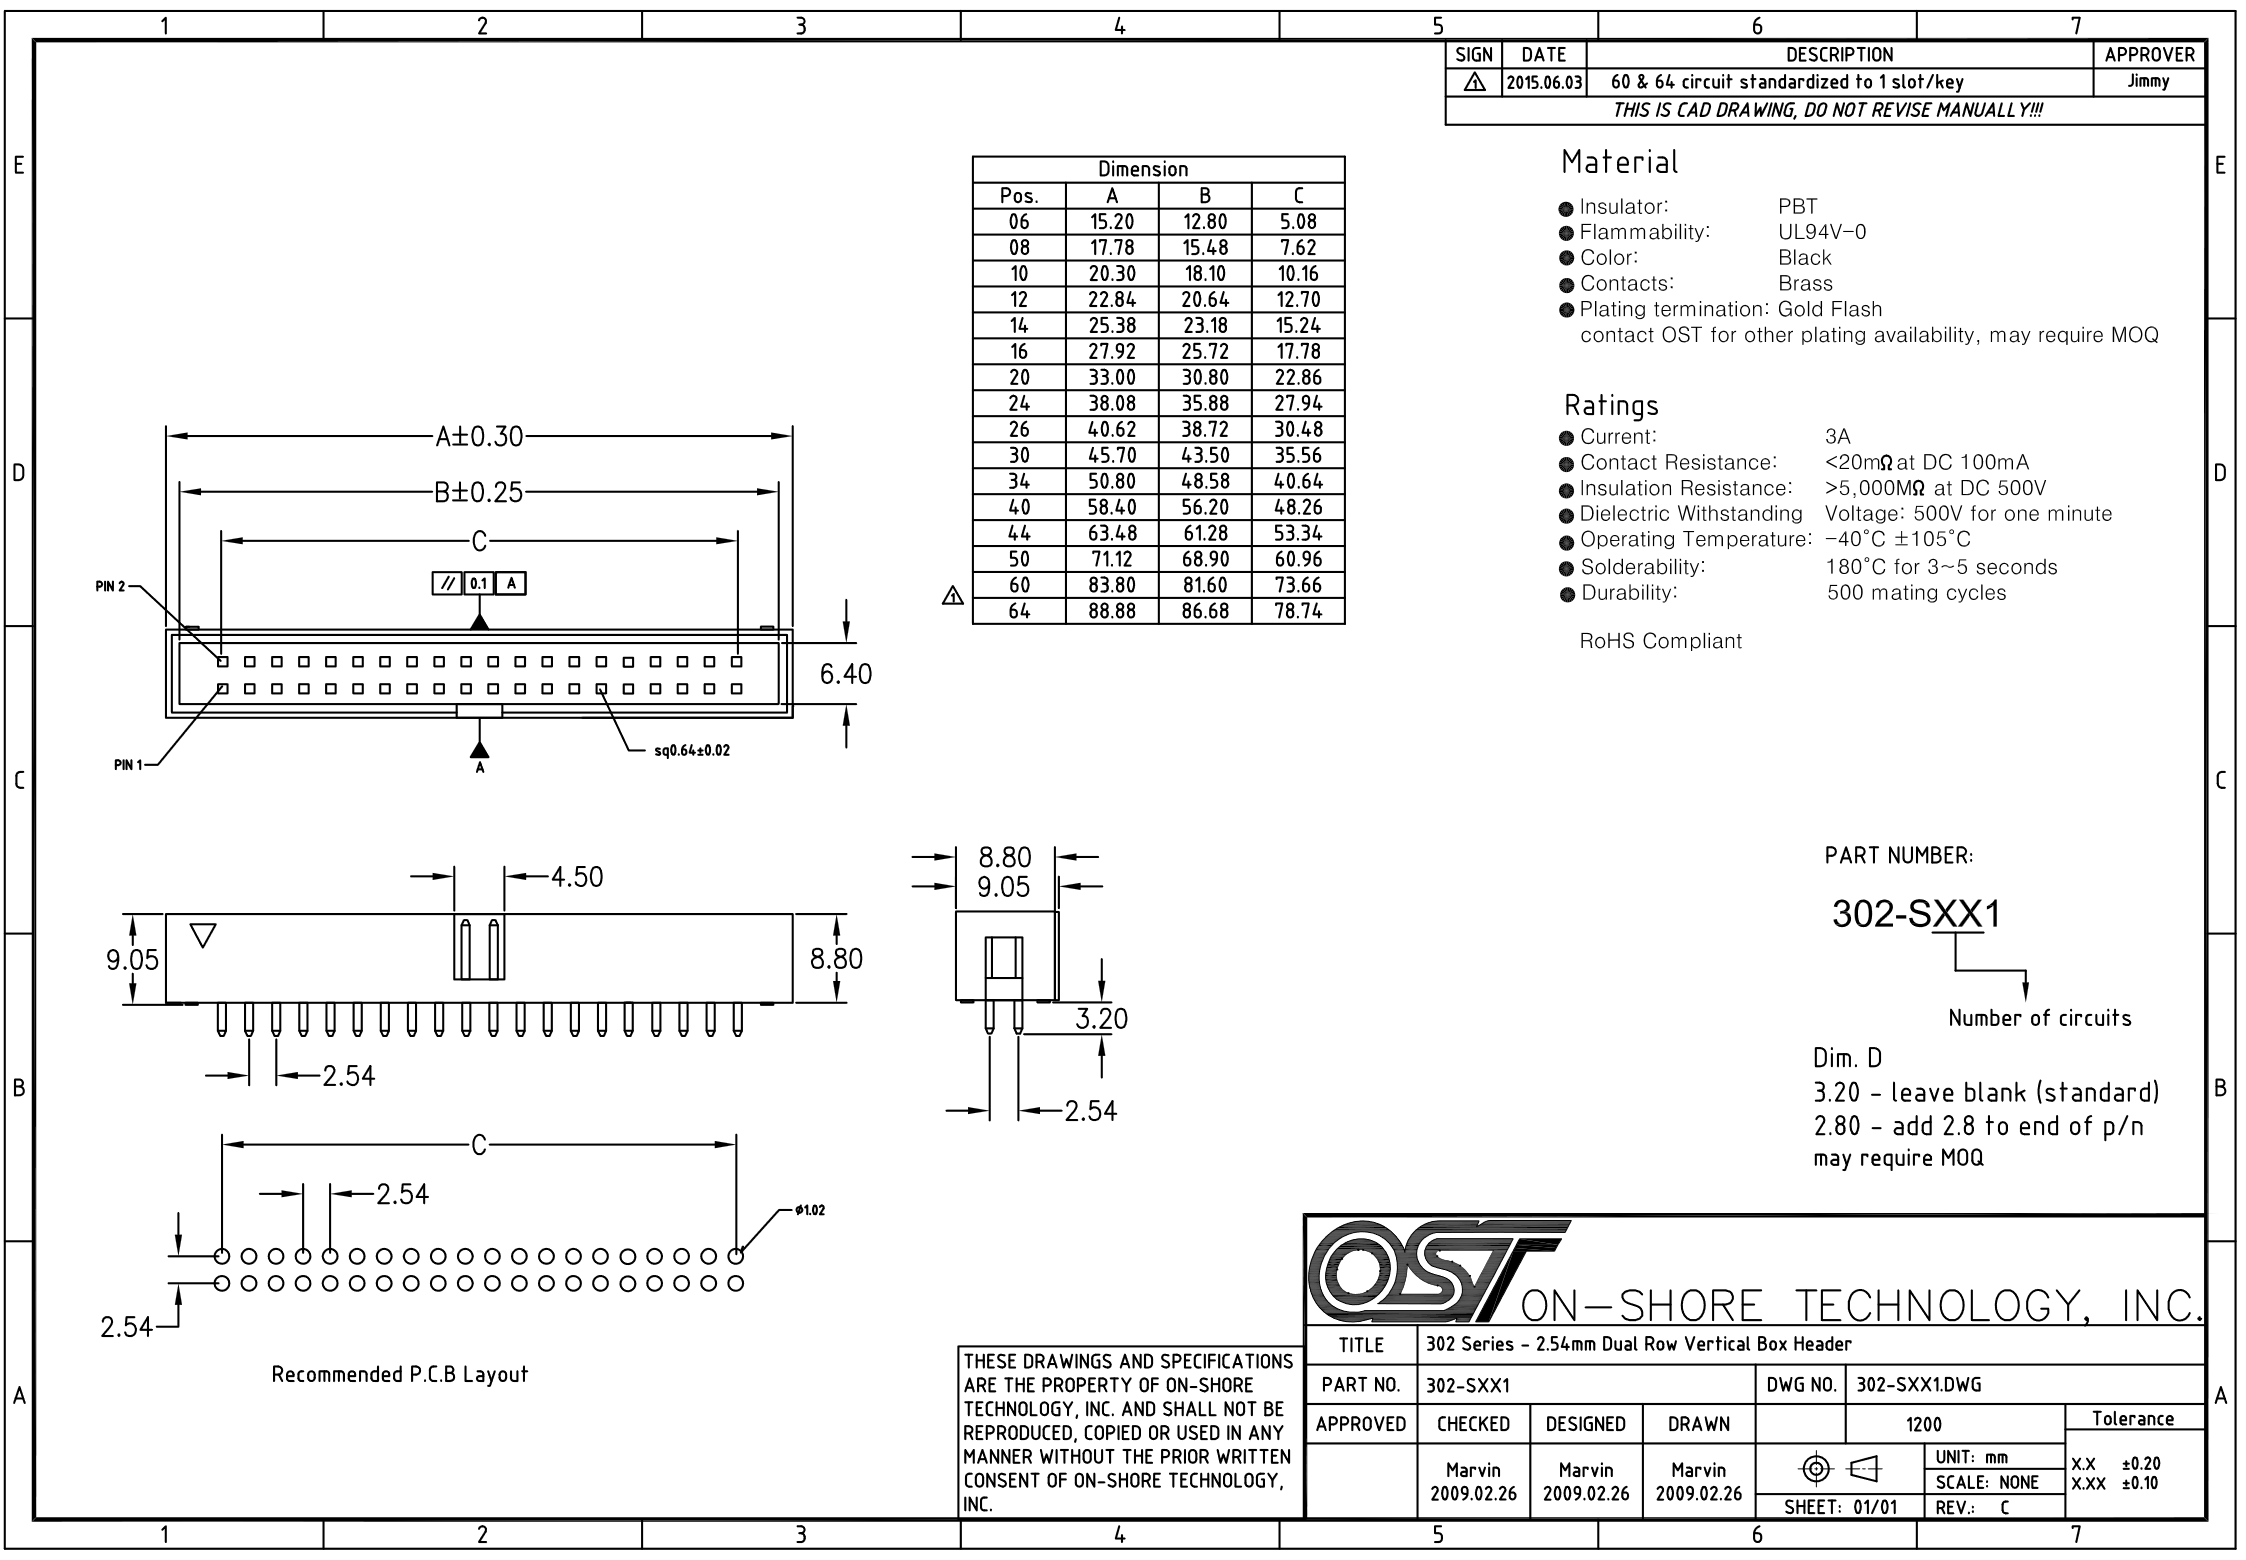 1 2 3 4 5 6 7
SIGN DATE DESCRIPTION APPROVER
1 2015.06.03 60 & 64 circuit standardized to 1 slot/key Jimmy
THIS IS CAD DRAWING, DO NOT REVISE MANUALLY!!!
E E
D D
C C
B B
A A
Dimension
Pos. A B C
06 15.20 12.80 5.08
08 17.78 15.48 7.62
10 20.30 18.10 10.16
12 22.84 20.64 12.70
14 25.38 23.18 15.24
16 27.92 25.72 17.78
20 33.00 30.80 22.86
24 38.08 35.88 27.94
26 40.62 38.72 30.48
30 45.70 43.50 35.56
34 50.80 48.58 40.64
40 58.40 56.20 48.26
44 63.48 61.28 53.34
50 71.12 68.90 60.96
60 83.80 81.60 73.66
1
64 88.88 86.68 78.74
Material
Insulator: PBT
Flammability: UL94V-0
Color: Black
Contacts: Brass
Plating termination: Gold Flash
contact OST for other plating availability, may require MOQ
Ratings
Current: 3A
Contact Resistance: <20mΩ at DC 100mA
Insulation Resistance: >5,000MΩ at DC 500V
Dielectric Withstanding Voltage: 500V for one minute
Operating Temperature: -40°C ±105°C
Solderability: 180°C for 3~5 seconds
Durability: 500 mating cycles
RoHS Compliant
A±0.30
B±0.25
C
// 0.1 A
PIN 2
6.40
PIN 1
sq0.64±0.02
A
4.50
9.05
8.80
2.54
8.80
9.05
3.20
2.54
C
2.54
ø1.02
2.54
Recommended P.C.B Layout
PART NUMBER:
302-SXX1
Number of circuits
Dim. D
3.20 - leave blank (standard)
2.80 - add 2.8 to end of p/n
may require MOQ
THESE DRAWINGS AND SPECIFICATIONS
ARE THE PROPERTY OF ON-SHORE
TECHNOLOGY, INC. AND SHALL NOT BE
REPRODUCED, COPIED OR USED IN ANY
MANNER WITHOUT THE PRIOR WRITTEN
CONSENT OF ON-SHORE TECHNOLOGY,
INC.
OST ON-SHORE TECHNOLOGY, INC.
TITLE 302 Series - 2.54mm Dual Row Vertical Box Header
PART NO. 302-SXX1 DWG NO. 302-SXX1.DWG
APPROVED CHECKED DESIGNED DRAWN 1200 Tolerance
Marvin Marvin Marvin
2009.02.26 2009.02.26 2009.02.26
UNIT: mm
SCALE: NONE
SHEET: 01/01 REV.: C
X.X ±0.20
X.XX ±0.10
1 2 3 4 5 6 7